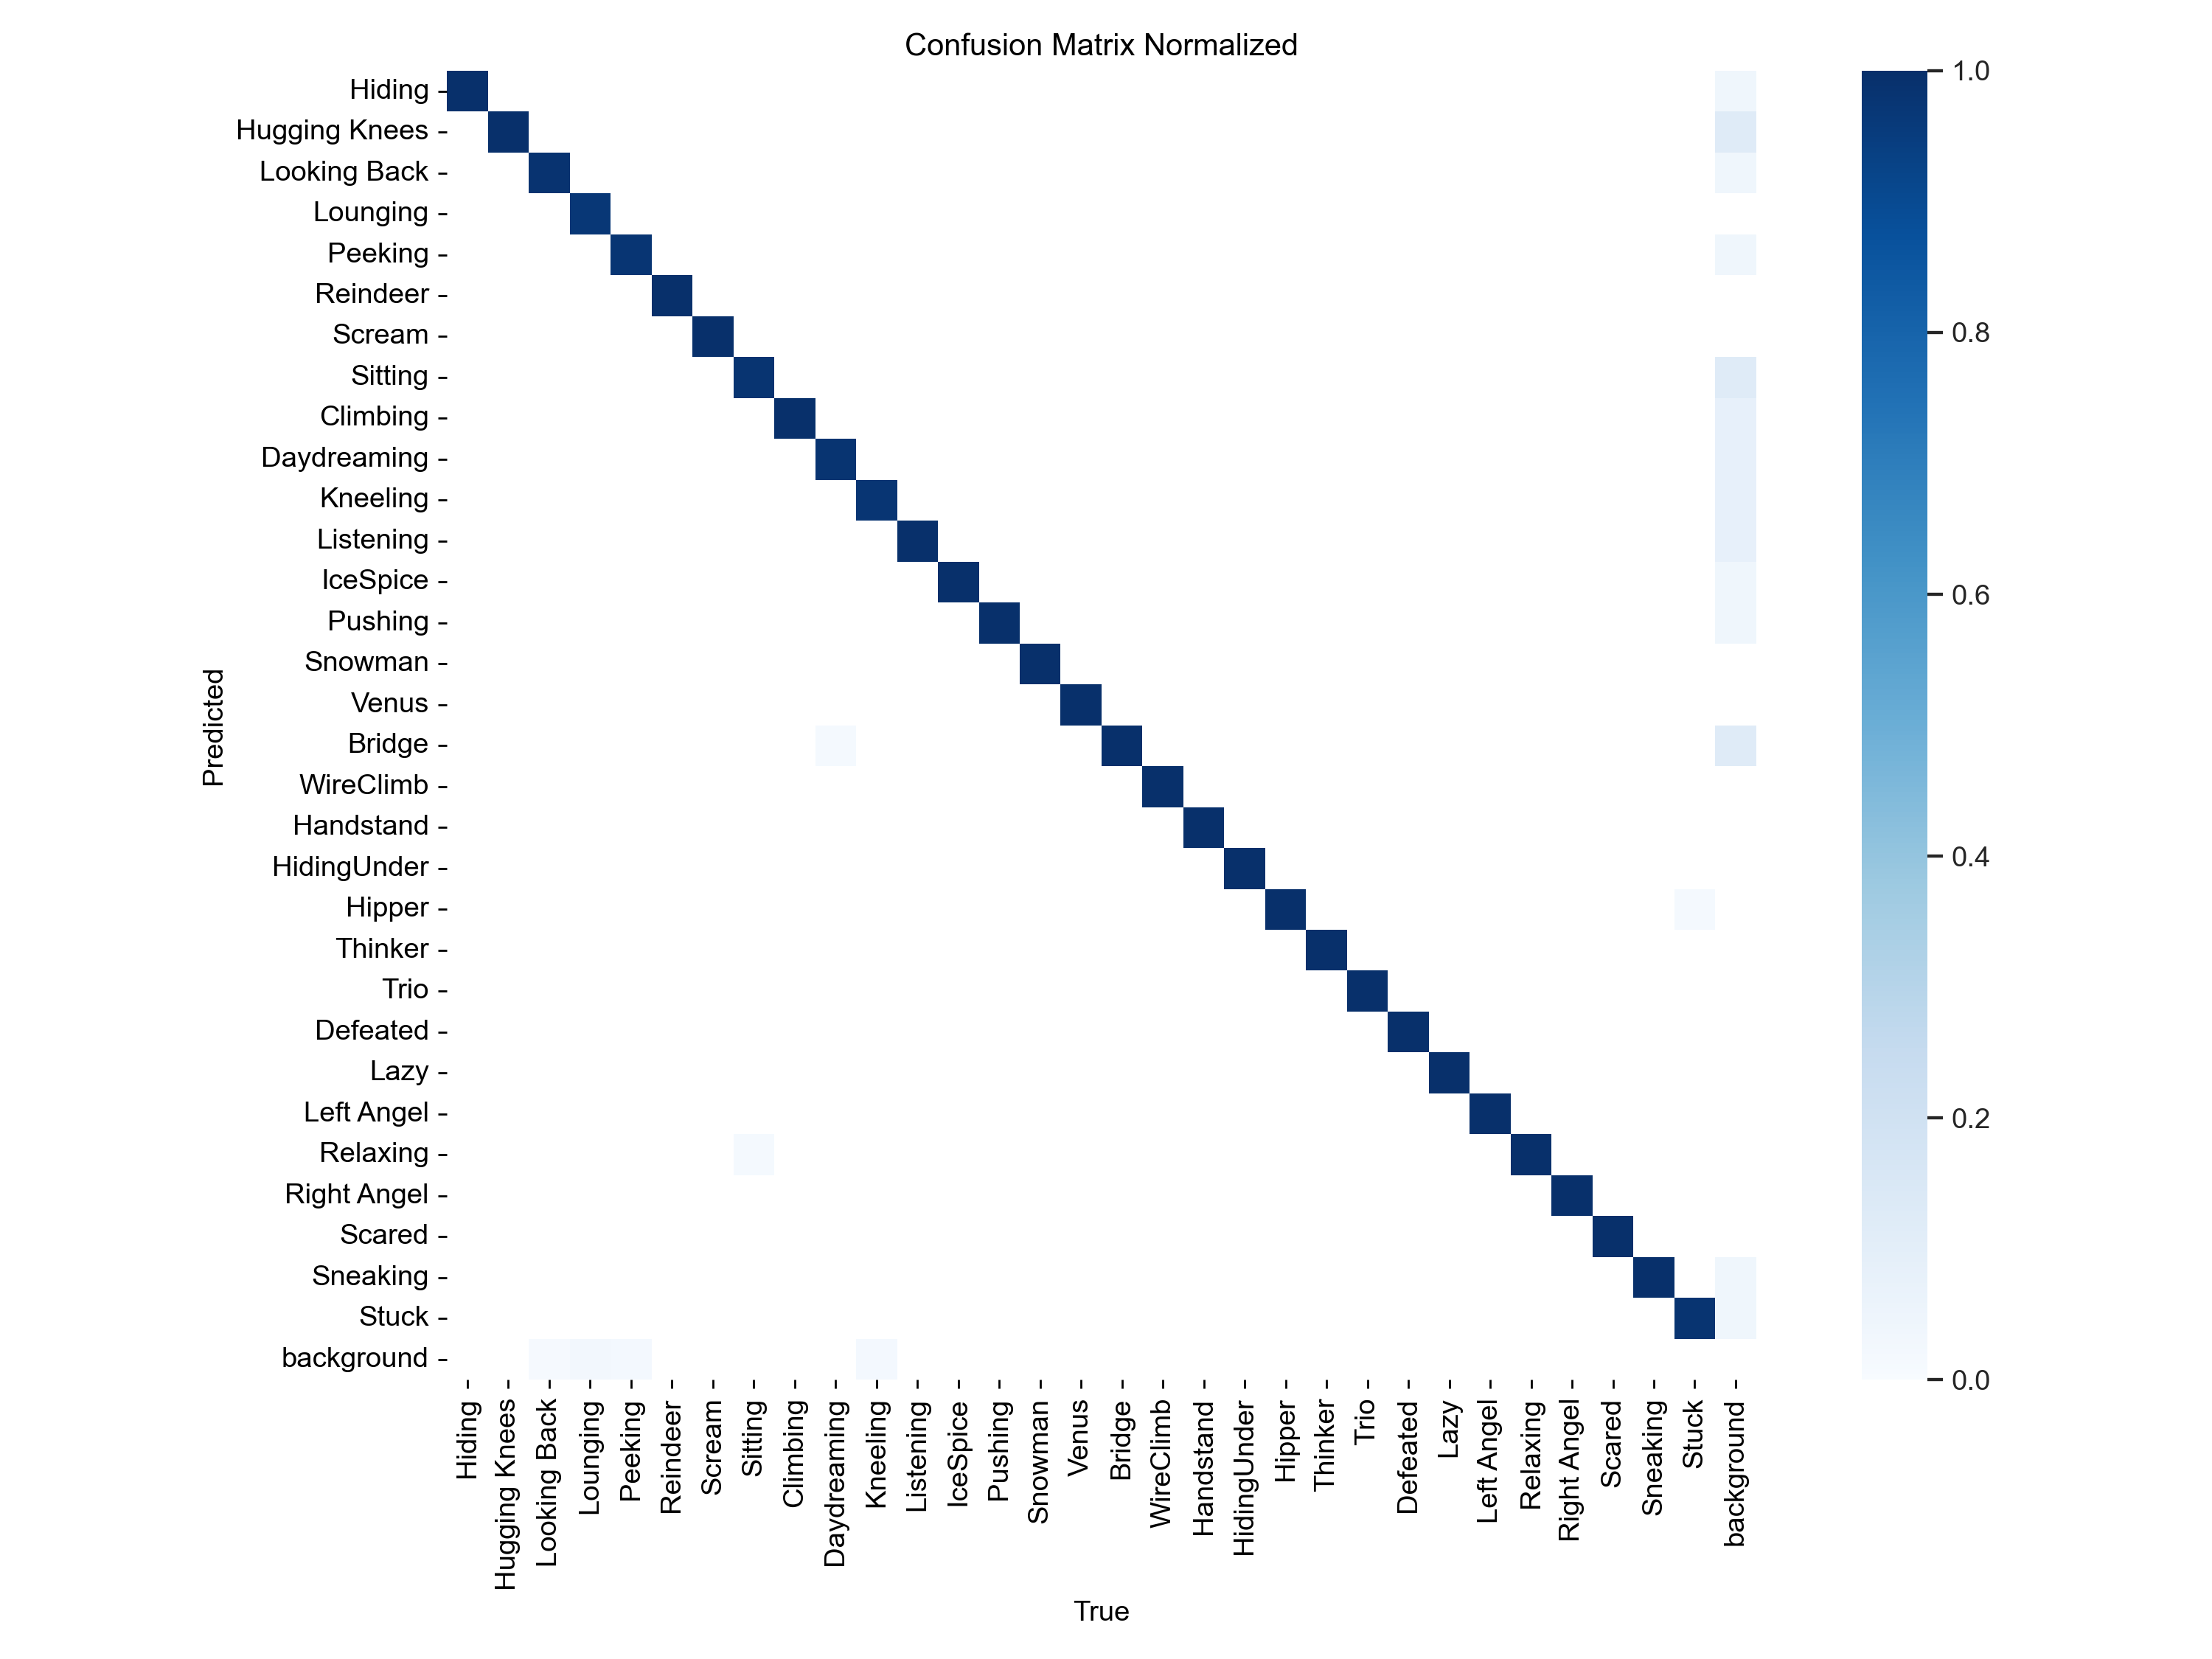 Confusion Matrix Normalized
Hiding
Hugging Knees
Looking Back
Lounging
Peeking
Reindeer
Scream
Sitting
Climbing
Daydreaming
Kneeling
Listening
IceSpice
Pushing
Snowman
Venus
Bridge
WireClimb
Handstand
HidingUnder
Hipper
Thinker
Trio
Defeated
Lazy
Left Angel
Relaxing
Right Angel
Scared
Sneaking
Stuck
background
Predicted
Hiding
Hugging Knees
Looking Back
Lounging
Peeking
Reindeer
Scream
Sitting
Climbing
Daydreaming
Kneeling
Listening
IceSpice
Pushing
Snowman
Venus
Bridge
WireClimb
Handstand
HidingUnder
Hipper
Thinker
Trio
Defeated
Lazy
Left Angel
Relaxing
Right Angel
Scared
Sneaking
Stuck
background
True
1.0
0.8
0.6
0.4
0.2
0.0